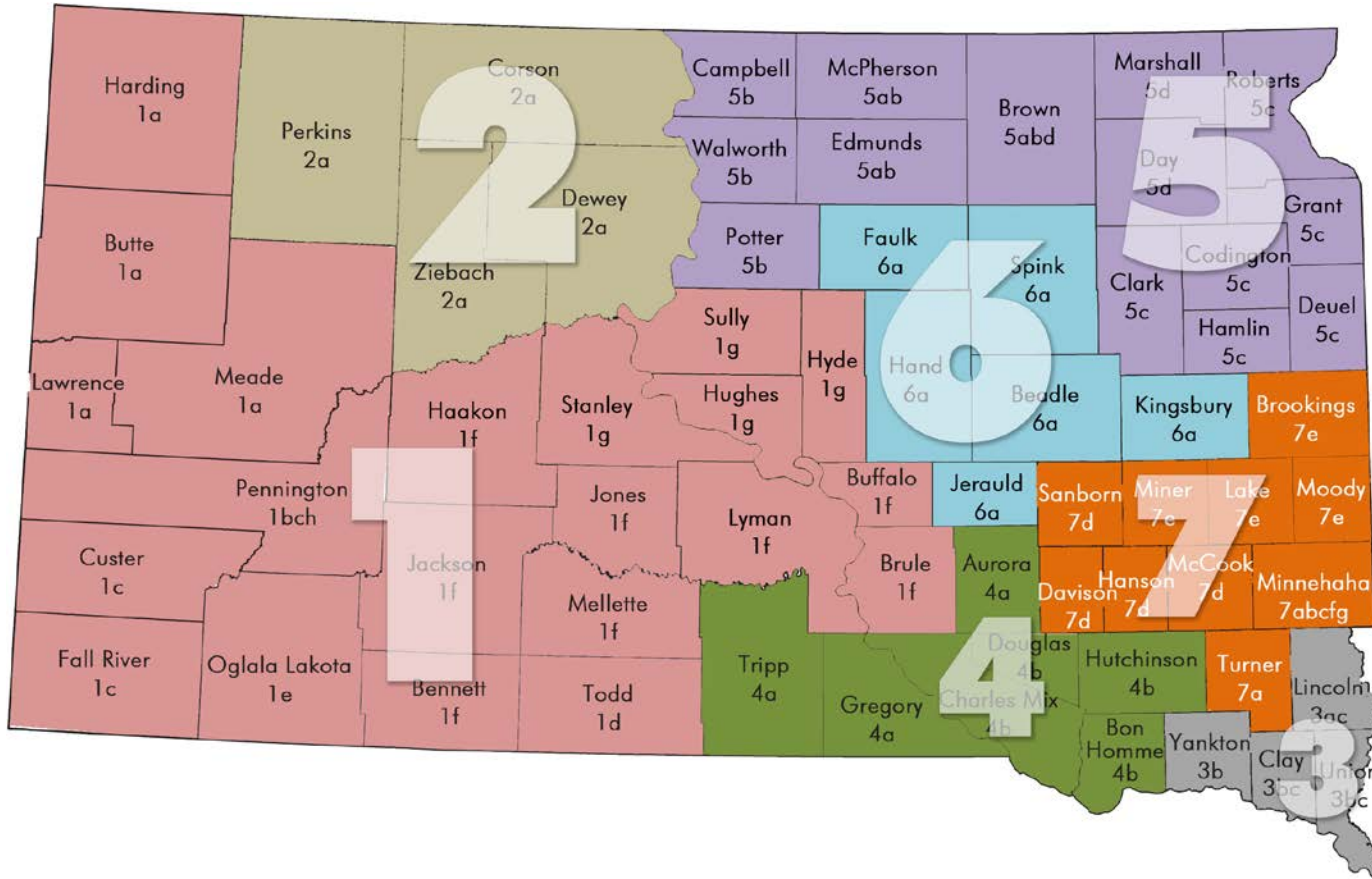 Harding
1a
Perkins
2a
Corson
2a
Campbell
5b
McPherson
5ab
Brown
5abd
Marshall
5d
Roberts
5c
Walworth
5b
Edmunds
5ab
Day
5d
2
5
Dewey
2a
Grant
5c
Butte
1a
Ziebach
2a
Potter
5b
Faulk
6a
Spink
6a
Clark
5c
Codington
5c
Deuel
5c
Hamlin
5c
6
Lawrence
1a
Meade
1a
Haakon
1f
Stanley
1g
Sully
1g
Hyde
1g
Hughes
1g
Hand
6a
Beadle
6a
Kingsbury
6a
Brookings
7e
Pennington
1bch
1
Jones
1f
Lyman
1f
Buffalo
1f
Jerauld
6a
Sanborn
7d
Miner
7e
Lake
7e
Moody
7e
7
Custer
1c
Jackson
1f
Mellette
1f
Brule
1f
Aurora
4a
Davison
7d
Hanson
7d
McCook
7d
Minnehaha
7abcfg
Fall River
1c
Oglala Lakota
1e
Bennett
1f
Todd
1d
Tripp
4a
Gregory
4a
Douglas
4b
Charles Mix
4b
4
Hutchinson
4b
Turner
7a
Lincoln
3ac
Bon
Homme
4b
Yankton
3b
Clay
3bc
Union
3bc
3